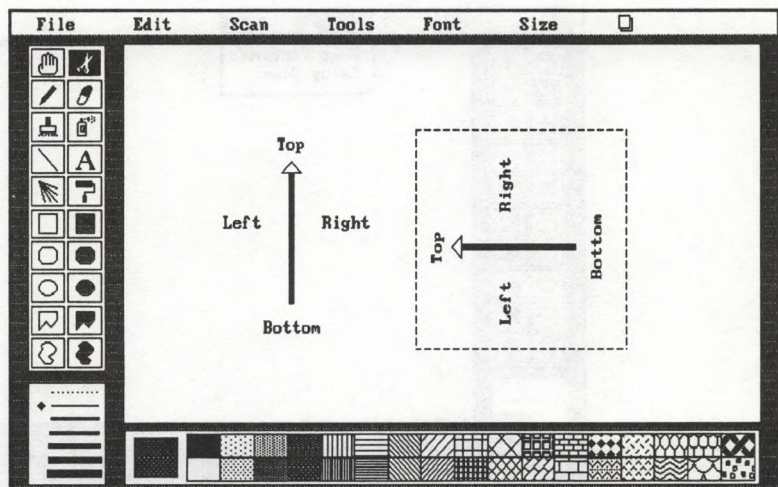 File Edit Scan Tools Font Size
A
Top
Left Right
Bottom
Right
Top
Bottom
Left